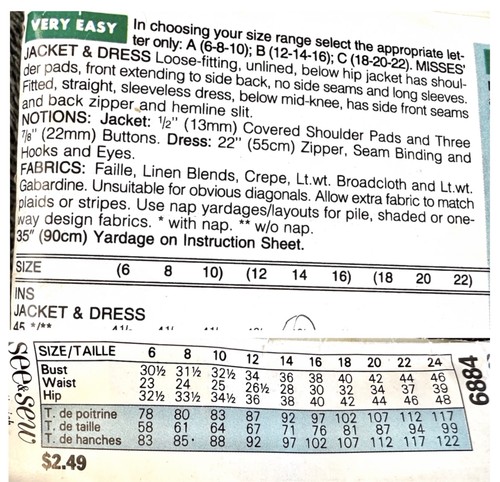 VERY EASY
In choosing your size range select the appropriate let-
ter only: A (6-8-10); B (12-14-16); C (18-20-22). MISSES'
JACKET & DRESS Loose-fitting, unlined, below hip jacket has shoul-
der pads, front extending to side back, no side seams and long sleeves.
Fitted, straight, sleeveless dress, below mid-knee, has side front seams
and back zipper and hemline slit.
NOTIONS: Jacket: 1/2" (13mm) Covered Shoulder Pads and Three
7/8" (22mm) Buttons. Dress: 22" (55cm) Zipper, Seam Binding and
Hooks and Eyes.
FABRICS: Faille, Linen Blends, Crepe, Lt.wt. Broadcloth and Lt.wt.
Gabardine. Unsuitable for obvious diagonals. Allow extra fabric to match
plaids or stripes. Use nap yardages/layouts for pile, shaded or one-
way design fabrics. * with nap. ** w/o nap.
35" (90cm) Yardage on Instruction Sheet.
SIZE (6 8 10) (12 14 16) (18 20 22)
INS
JACKET & DRESS
45 */**
SIZE/TAILLE 6 8 10 12 14 16 18 20 22 24
Bust 30½ 31½ 32½ 34 36 38 40 42 44 46
Waist 23 24 25 26½ 28 30 32 34 37 39
Hip 32½ 33½ 34½ 36 38 40 42 44 46 48
T. de poitrine 78 80 83 87 92 97 102 107 112 117
T. de taille 58 61 64 67 71 76 81 87 94 99
T. de hanches 83 85 88 92 97 102 107 112 117 122
$2.49
see&sew
6884